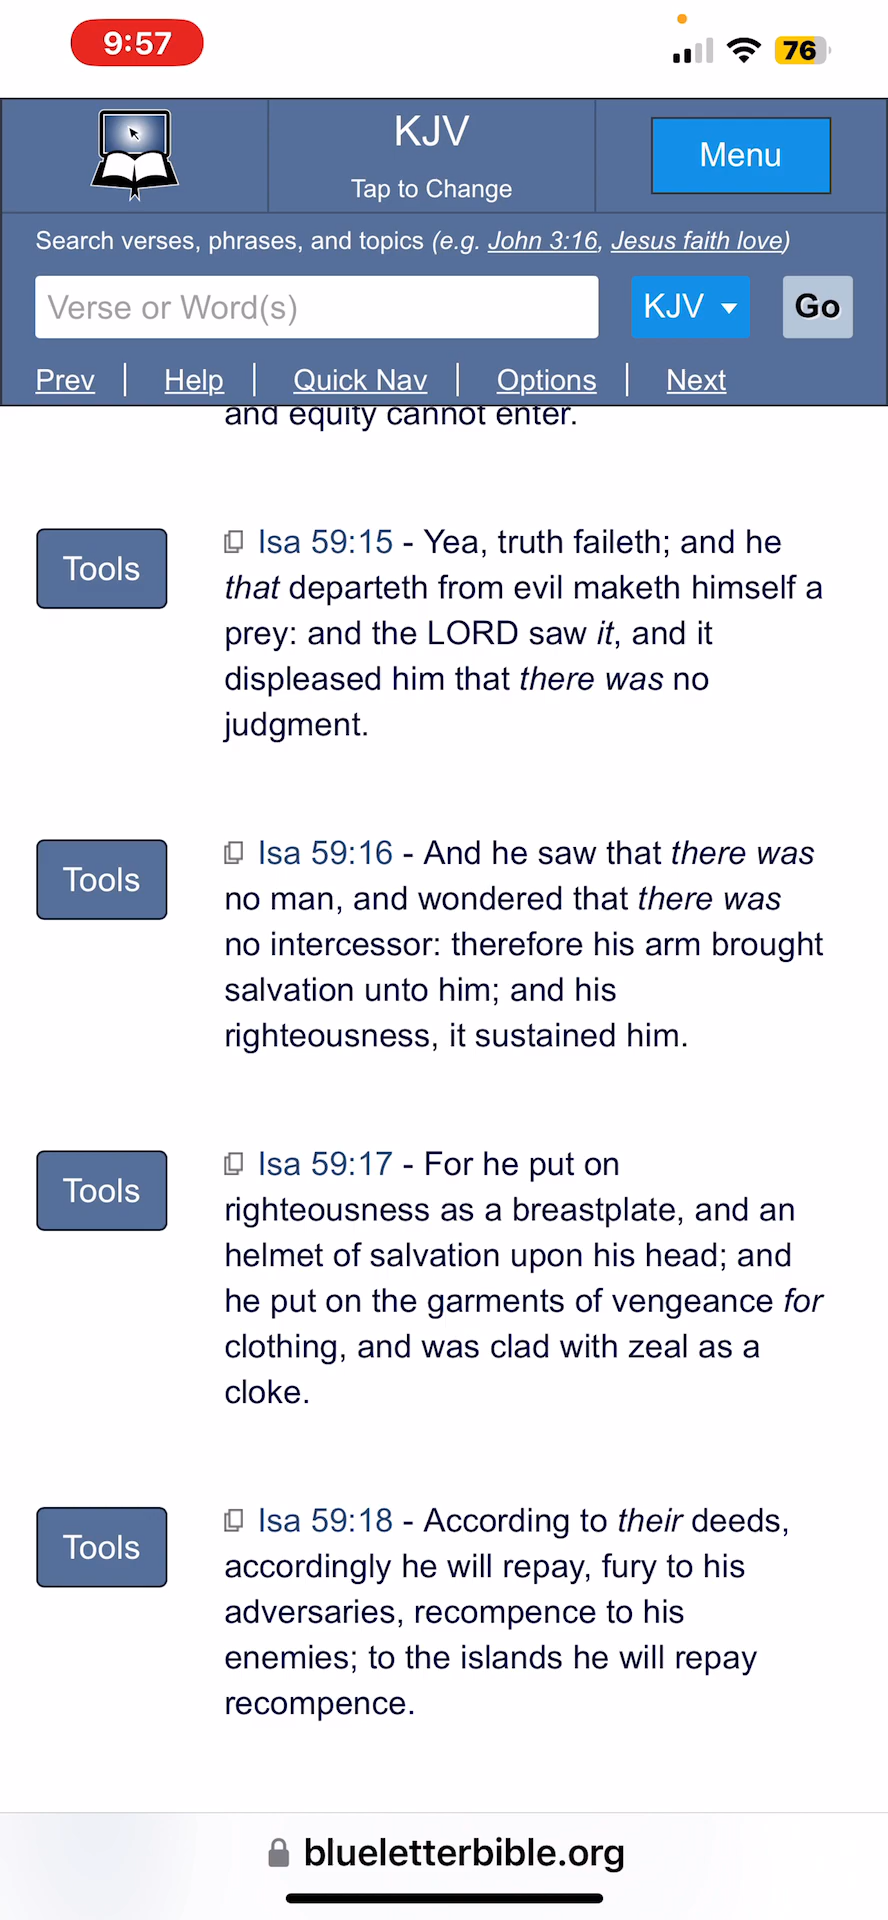 9:57
76
KJV
Tap to Change
Menu
Search verses, phrases, and topics (e.g. John 3:16, Jesus faith love)
Verse or Word(s)
KJV
Go
Prev | Help | Quick Nav | Options | Next
and equity cannot enter.
Tools
Isa 59:15 - Yea, truth faileth; and he
that departeth from evil maketh himself a
prey: and the LORD saw it, and it
displeased him that there was no
judgment.
Tools
Isa 59:16 - And he saw that there was
no man, and wondered that there was
no intercessor: therefore his arm brought
salvation unto him; and his
righteousness, it sustained him.
Tools
Isa 59:17 - For he put on
righteousness as a breastplate, and an
helmet of salvation upon his head; and
he put on the garments of vengeance for
clothing, and was clad with zeal as a
cloke.
Tools
Isa 59:18 - According to their deeds,
accordingly he will repay, fury to his
adversaries, recompence to his
enemies; to the islands he will repay
recompence.
blueletterbible.org